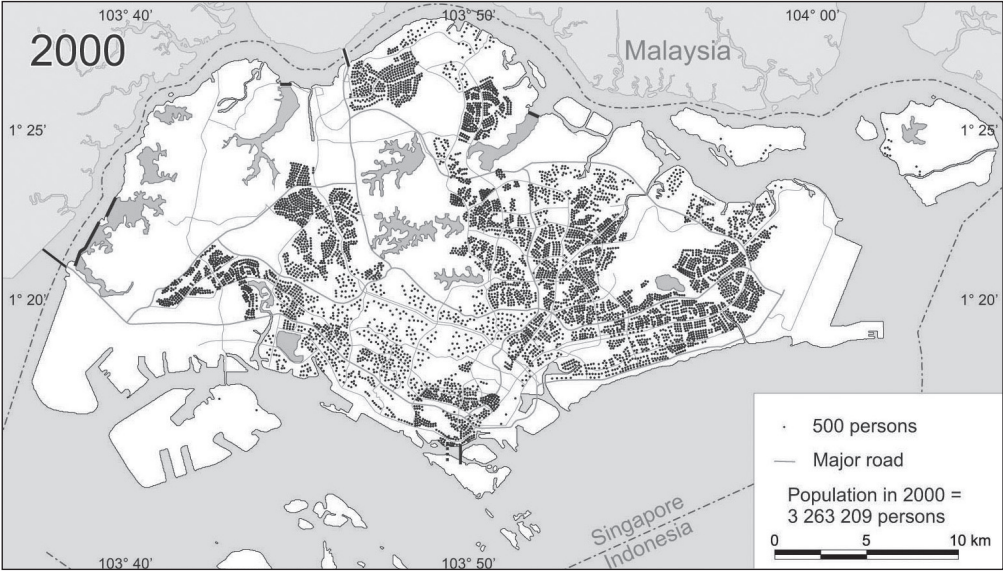 103° 40'
103° 50'
104° 00'
2000
Malaysia
1° 25'
1° 25'
1° 20'
1° 20'
500 persons
Major road
Population in 2000 =
3 263 209 persons
0 5 10 km
Singapore
Indonesia
103° 40'
103° 50'